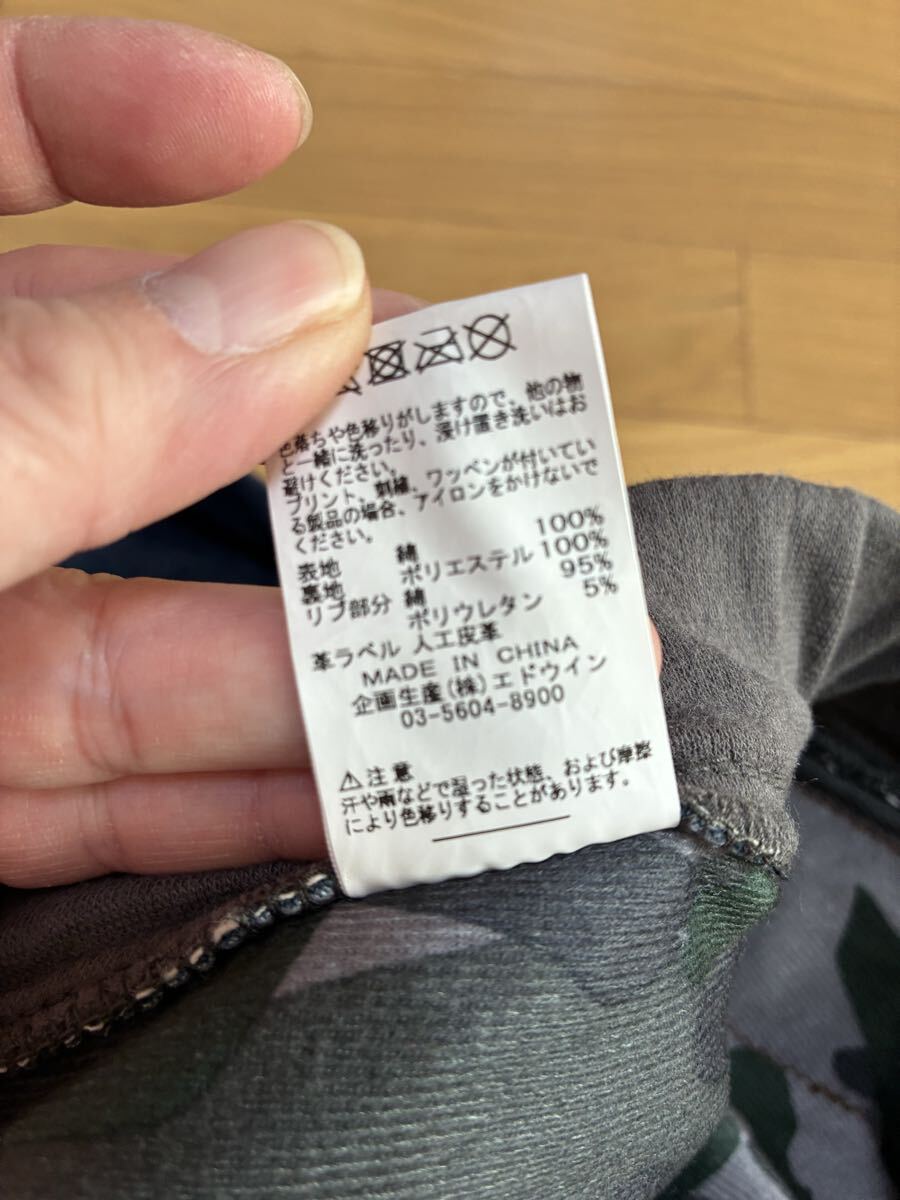 色落ちや色移りがしますので、他の物
と一緒に洗ったり、浸け置き洗いはお
避けください。
プリント、刺繍、ワッペンが付いてい
る製品の場合、アイロンをかけないで
ください。
表地 綿 100%
裏地 ポリエステル 100%
リブ部分 綿 95%
ポリウレタン 5%
革ラベル 人工皮革
MADE IN CHINA
企画生産(株)エドウイン
03-5604-8900
⚠注意
汗や雨などで湿った状態、および摩擦
により色移りすることがあります。